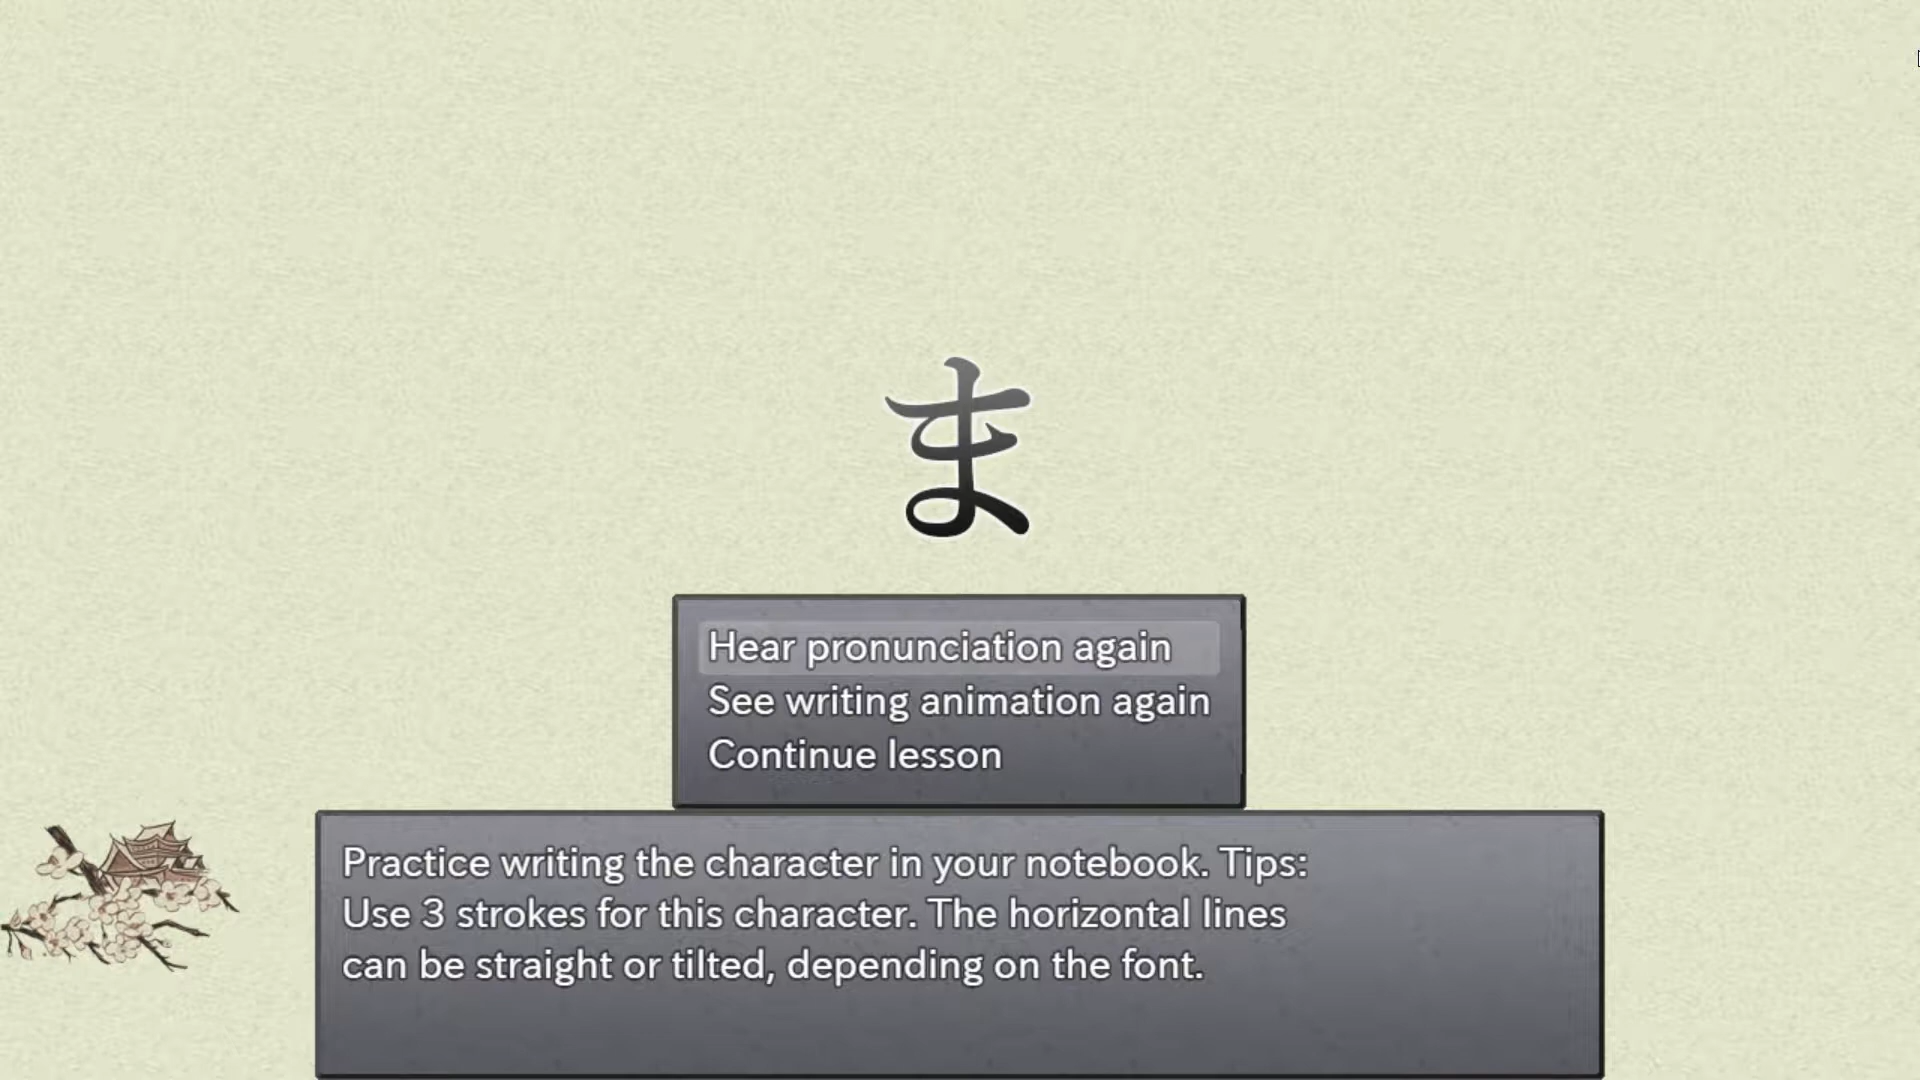 ま
Hear pronunciation again
See writing animation again
Continue lesson
Practice writing the character in your notebook. Tips:
Use 3 strokes for this character. The horizontal lines
can be straight or tilted, depending on the font.